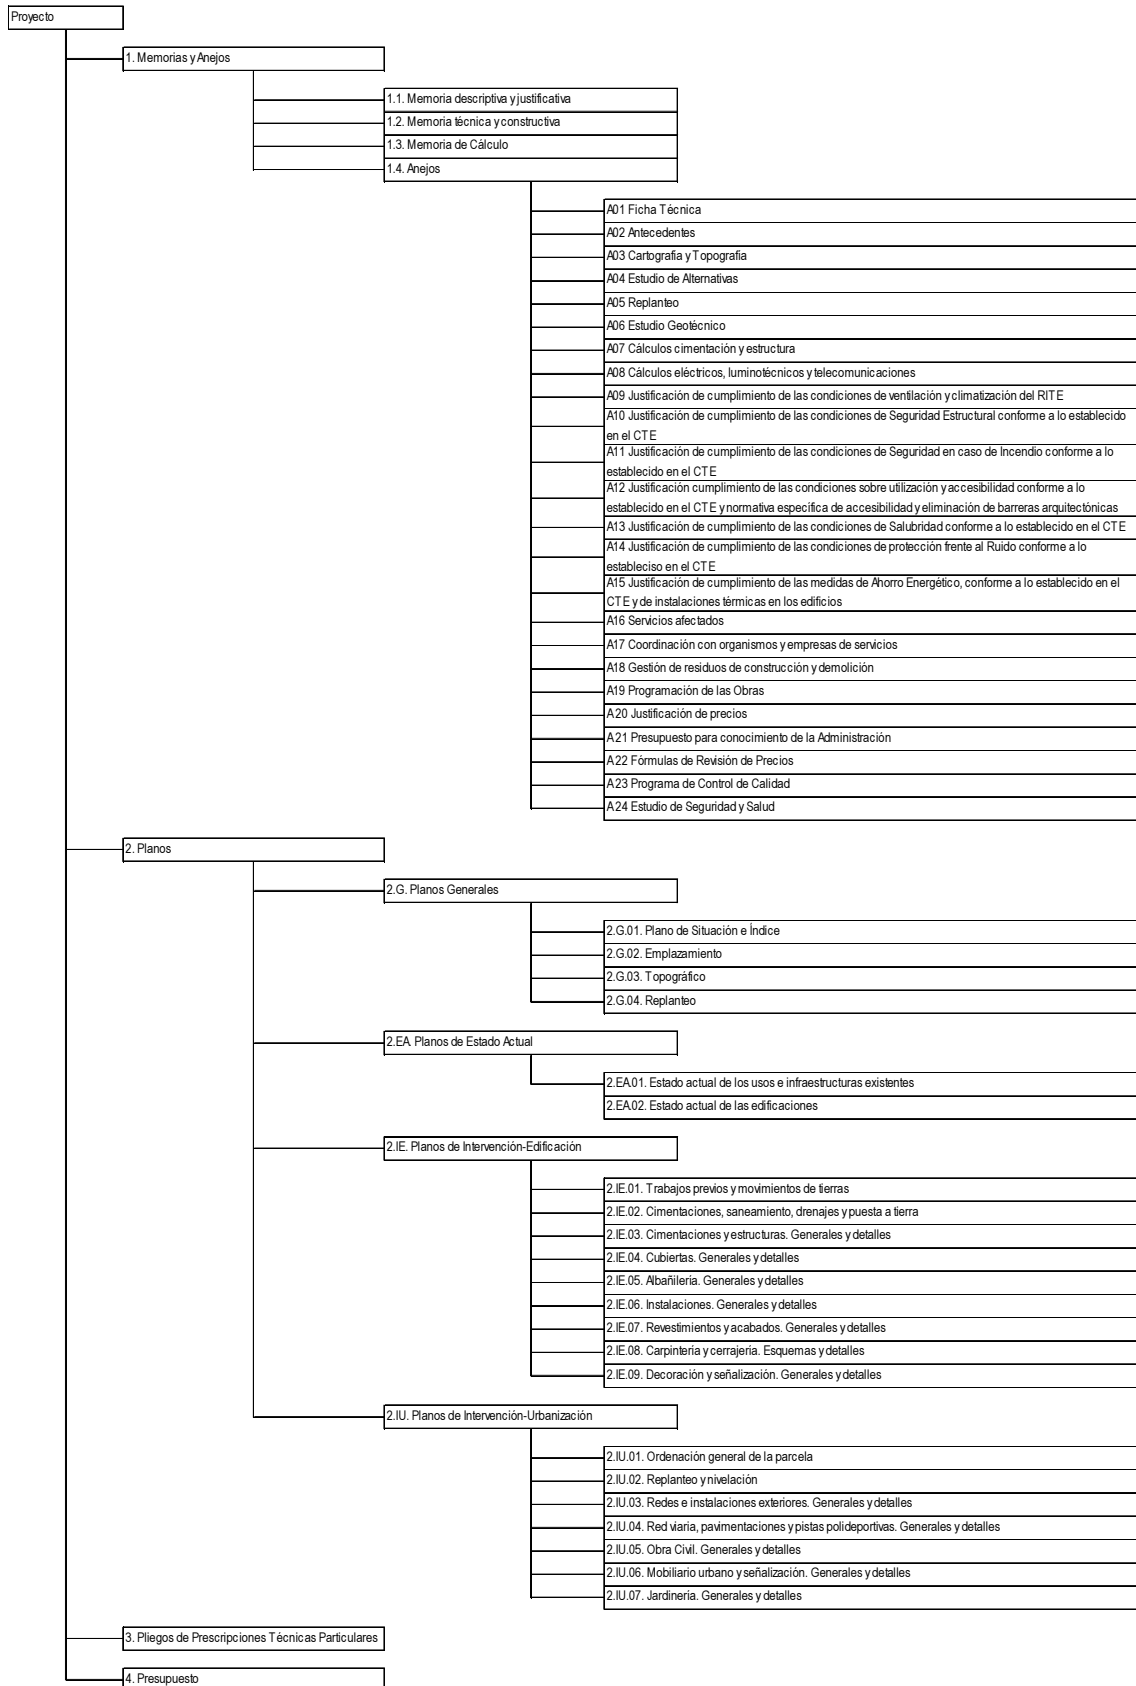 Proyecto
1. Memorias y Anejos
1.1. Memoria descriptiva y justificativa
1.2. Memoria técnica y constructiva
1.3. Memoria de Cálculo
1.4. Anejos
A01 Ficha Técnica
A02 Antecedentes
A03 Cartografía y Topografía
A04 Estudio de Alternativas
A05 Replanteo
A06 Estudio Geotécnico
A07 Cálculos cimentación y estructura
A08 Cálculos eléctricos, luminotécnicos y telecomunicaciones
A09 Justificación de cumplimiento de las condiciones de ventilación y climatización del RITE
A10 Justificación de cumplimiento de las condiciones de Seguridad Estructural conforme a lo establecido
en el CTE
A11 Justificación de cumplimiento de las condiciones de Seguridad en caso de Incendio conforme a lo
establecido en el CTE
A12 Justificación cumplimiento de las condiciones sobre utilización y accesibilidad conforme a lo
establecido en el CTE y normativa específica de accesibilidad y eliminación de barreras arquitectónicas
A13 Justificación de cumplimiento de las condiciones de Salubridad conforme a lo establecido en el CTE
A14 Justificación de cumplimiento de las condiciones de protección frente al Ruido conforme a lo
estableciso en el CTE
A15 Justificación de cumplimiento de las medidas de Ahorro Energético, conforme a lo establecido en el
CTE y de instalaciones térmicas en los edificios
A16 Servicios afectados
A17 Coordinación con organismos y empresas de servicios
A18 Gestión de residuos de construcción y demolición
A19 Programación de las Obras
A20 Justificación de precios
A21 Presupuesto para conocimiento de la Administración
A22 Fórmulas de Revisión de Precios
A23 Programa de Control de Calidad
A24 Estudio de Seguridad y Salud
2. Planos
2.G. Planos Generales
2.G.01. Plano de Situación e Índice
2.G.02. Emplazamiento
2.G.03. Topográfico
2.G.04. Replanteo
2.EA. Planos de Estado Actual
2.EA.01. Estado actual de los usos e infraestructuras existentes
2.EA.02. Estado actual de las edificaciones
2.IE. Planos de Intervención-Edificación
2.IE.01. Trabajos previos y movimientos de tierras
2.IE.02. Cimentaciones, saneamiento, drenajes y puesta a tierra
2.IE.03. Cimentaciones y estructuras. Generales y detalles
2.IE.04. Cubiertas. Generales y detalles
2.IE.05. Albañilería. Generales y detalles
2.IE.06. Instalaciones. Generales y detalles
2.IE.07. Revestimientos y acabados. Generales y detalles
2.IE.08. Carpintería y cerrajería. Esquemas y detalles
2.IE.09. Decoración y señalización. Generales y detalles
2.IU. Planos de Intervención-Urbanización
2.IU.01. Ordenación general de la parcela
2.IU.02. Replanteo y nivelación
2.IU.03. Redes e instalaciones exteriores. Generales y detalles
2.IU.04. Red viaria, pavimentaciones y pistas polideportivas. Generales y detalles
2.IU.05. Obra Civil. Generales y detalles
2.IU.06. Mobiliario urbano y señalización. Generales y detalles
2.IU.07. Jardinería. Generales y detalles
3. Pliegos de Prescripciones Técnicas Particulares
4. Presupuesto